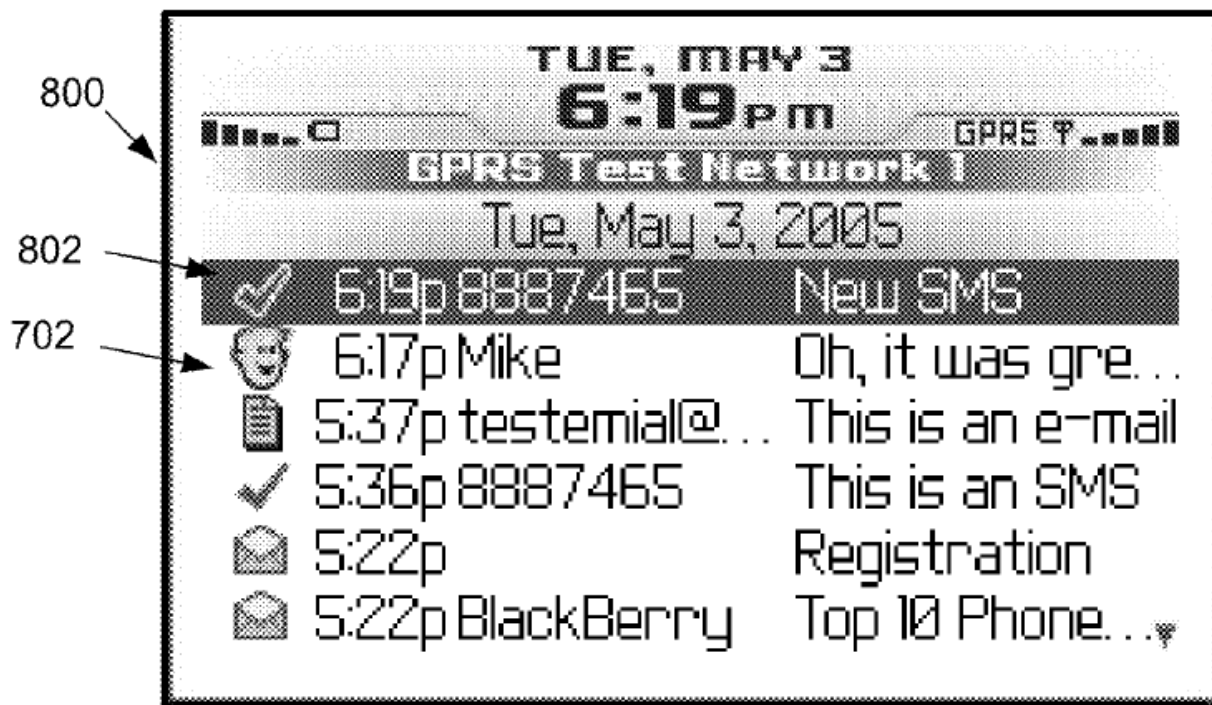 TUE, MAY 3
6:19PM
GPRS
GPRS Test Network 1
Tue, May 3, 2005
6:19p 8887465 New SMS
6:17p Mike Oh, it was gre...
5:37p testemial@... This is an e-mail
5:36p 8887465 This is an SMS
5:22p Registration
5:22p BlackBerry Top 10 Phone...
800
802
702